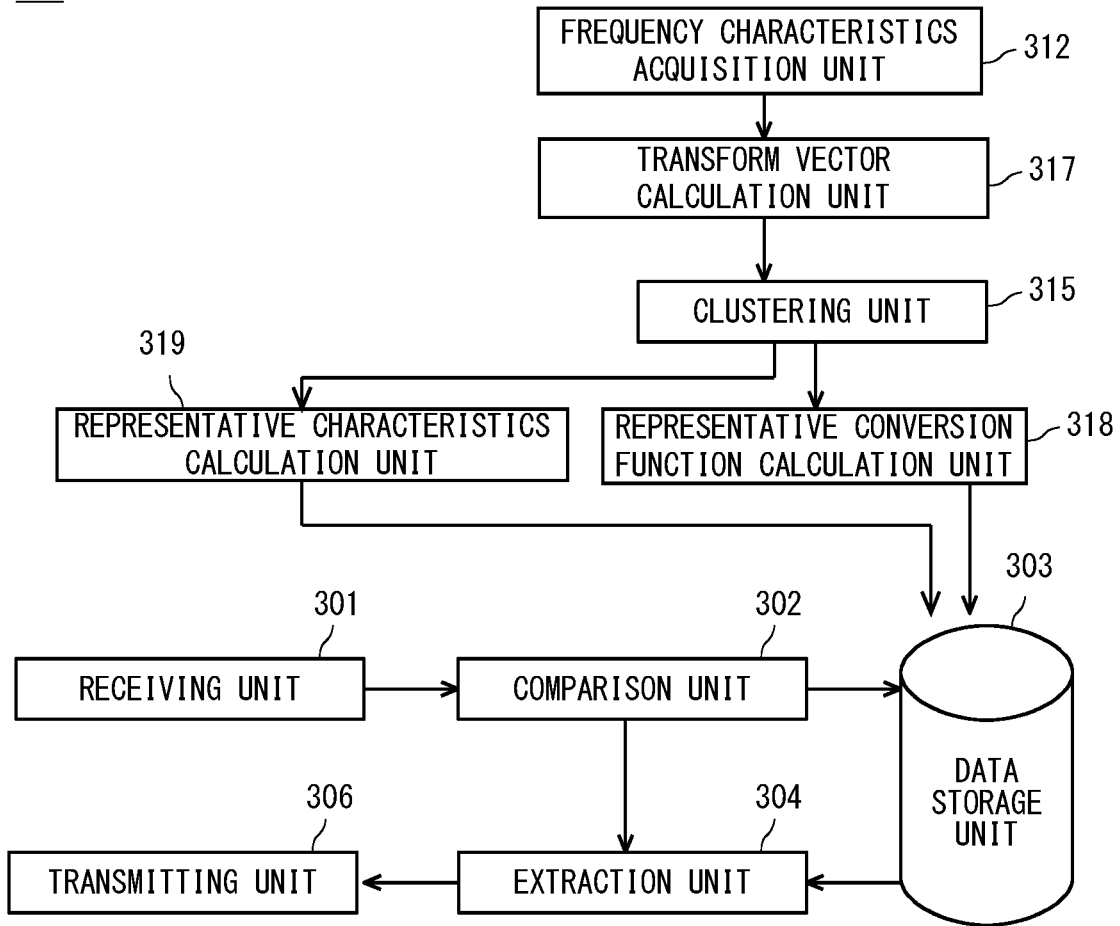 FREQUENCY CHARACTERISTICS
ACQUISITION UNIT
312
TRANSFORM VECTOR
CALCULATION UNIT
317
CLUSTERING UNIT
315
319
REPRESENTATIVE CHARACTERISTICS
CALCULATION UNIT
REPRESENTATIVE CONVERSION
FUNCTION CALCULATION UNIT
318
303
301
302
RECEIVING UNIT
COMPARISON UNIT
DATA
STORAGE
UNIT
306
304
TRANSMITTING UNIT
EXTRACTION UNIT